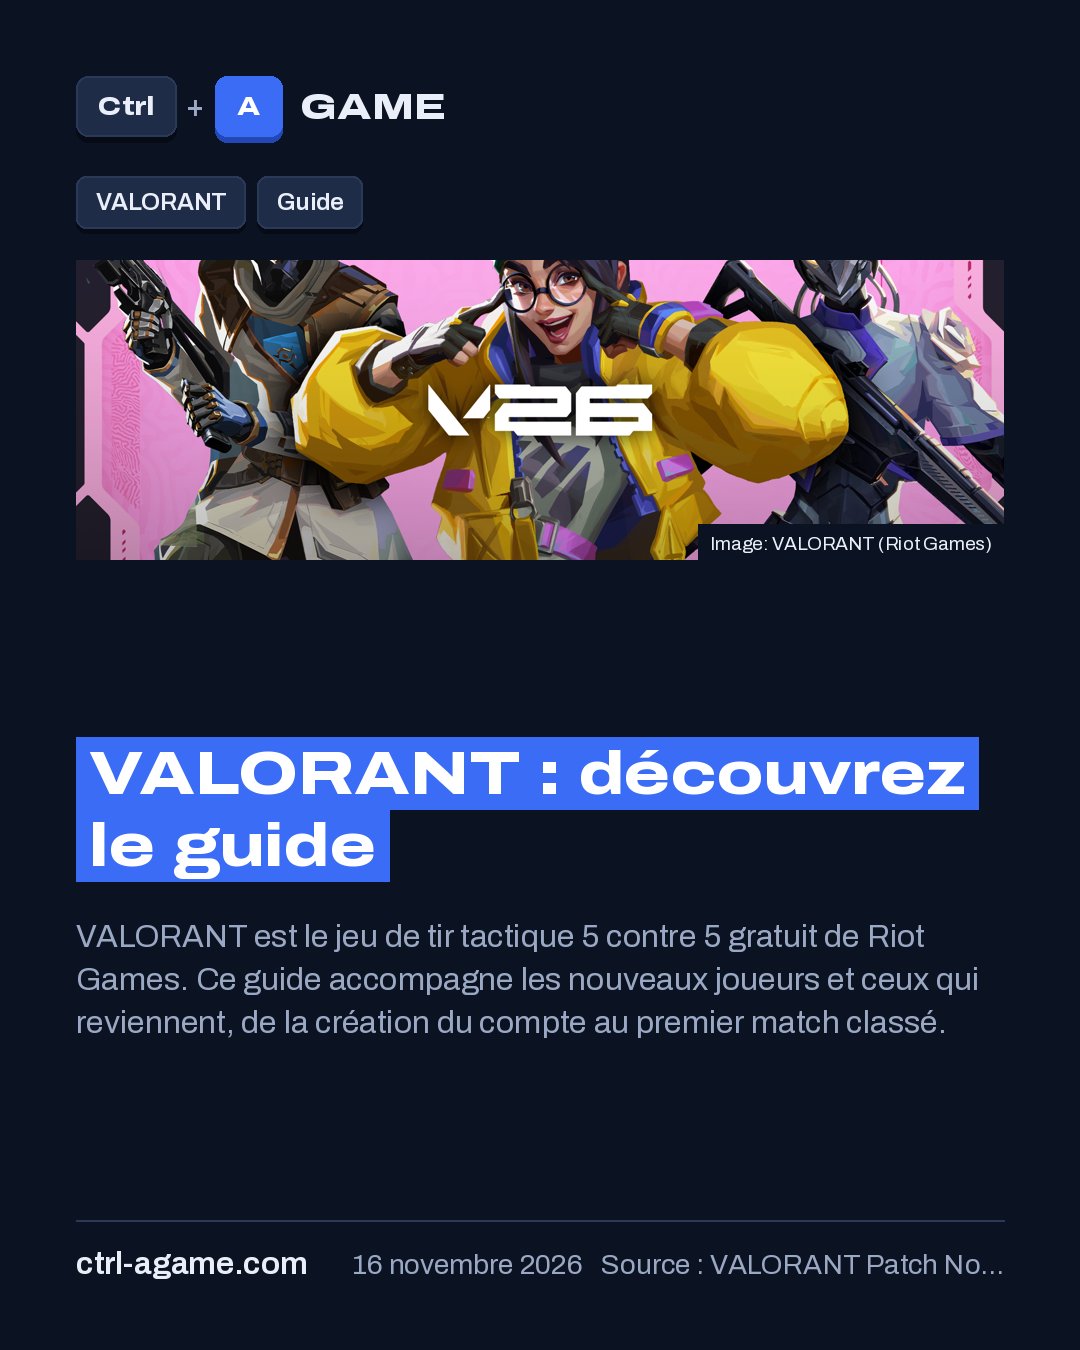 Ctrl + A GAME
VALORANT Guide
V26
Image: VALORANT (Riot Games)
VALORANT : découvrez
le guide
VALORANT est le jeu de tir tactique 5 contre 5 gratuit de Riot
Games. Ce guide accompagne les nouveaux joueurs et ceux qui
reviennent, de la création du compte au premier match classé.
ctrl-agame.com 16 novembre 2026 Source : VALORANT Patch No...